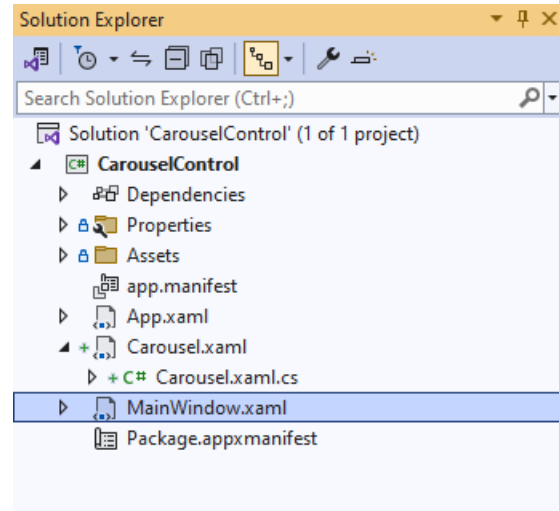 Solution Explorer
Search Solution Explorer (Ctrl+;)
Solution 'CarouselControl' (1 of 1 project)
C# CarouselControl
Dependencies
Properties
Assets
app.manifest
App.xaml
+ Carousel.xaml
+ C# Carousel.xaml.cs
MainWindow.xaml
Package.appxmanifest